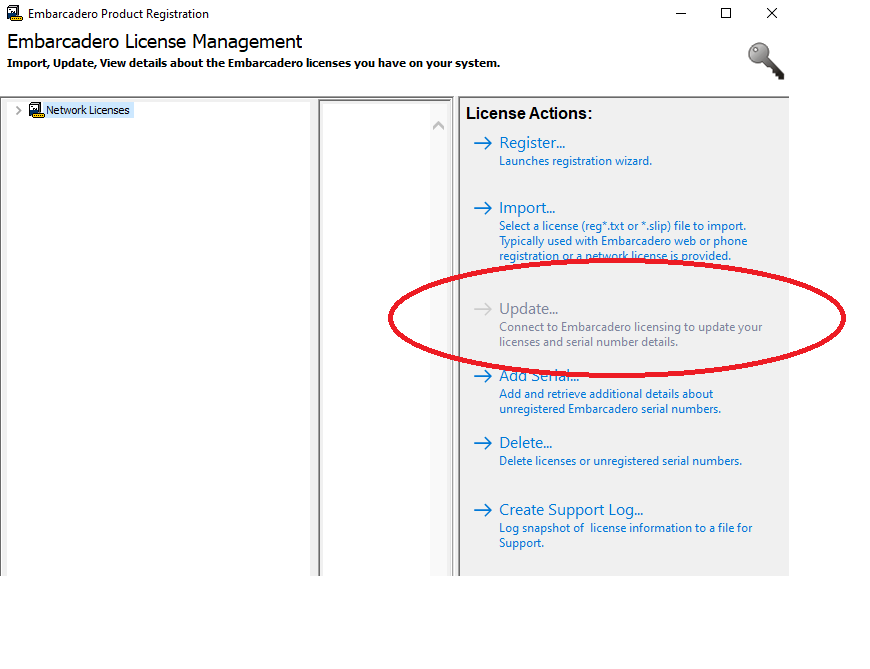 Embarcadero Product Registration
Embarcadero License Management
Import, Update, View details about the Embarcadero licenses you have on your system.
Network Licenses
License Actions:
Register...
Launches registration wizard.
Import...
Select a license (reg*.txt or *.slip) file to import.
Typically used with Embarcadero web or phone
registration or a network license is provided.
Update...
Connect to Embarcadero licensing to update your
licenses and serial number details.
Add Serial...
Add and retrieve additional details about
unregistered Embarcadero serial numbers.
Delete...
Delete licenses or unregistered serial numbers.
Create Support Log...
Log snapshot of license information to a file for
Support.